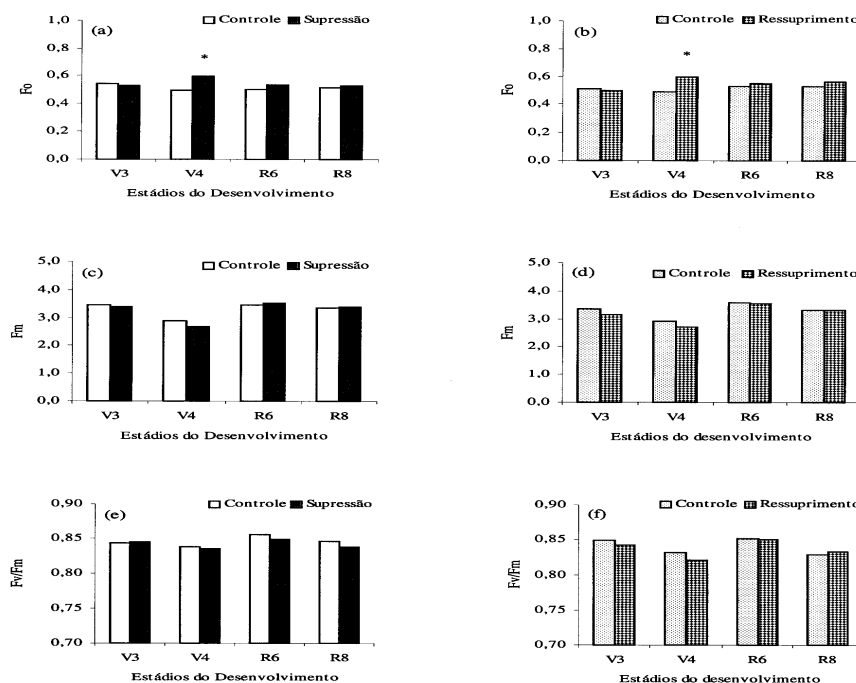 (a)
Controle Supressão
1,0
0,8
0,6
0,4
0,2
0,0
Fo
*
V3 V4 R6 R8
Estádios do Desenvolvimento
(b)
Controle Ressuprimento
1,0
0,8
0,6
0,4
0,2
0,0
Fo
*
V3 V4 R6 R8
Estádios do Desenvolvimento
(c)
Controle Supressão
5,0
4,0
3,0
2,0
1,0
0,0
Fm
V3 V4 R6 R8
Estádios do Desenvolvimento
(d)
Controle Ressuprimento
5,0
4,0
3,0
2,0
1,0
0,0
Fm
V3 V4 R6 R8
Estádios do desenvolvimento
(e)
Controle Supressão
0,90
0,85
0,80
0,75
0,70
Fv/Fm
V3 V4 R6 R8
Estádios do Desenvolvimento
(f)
Controle Ressuprimento
0,90
0,85
0,80
0,75
0,70
Fv/Fm
V3 V4 R6 R8
Estádios do desenvolvimento